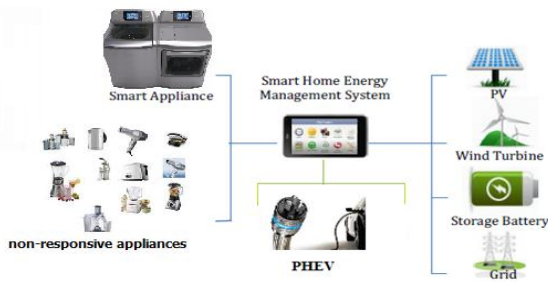 Smart Appliance
Smart Home Energy
Management System
PV
Wind Turbine
Storage Battery
Grid
non-responsive appliances
PHEV